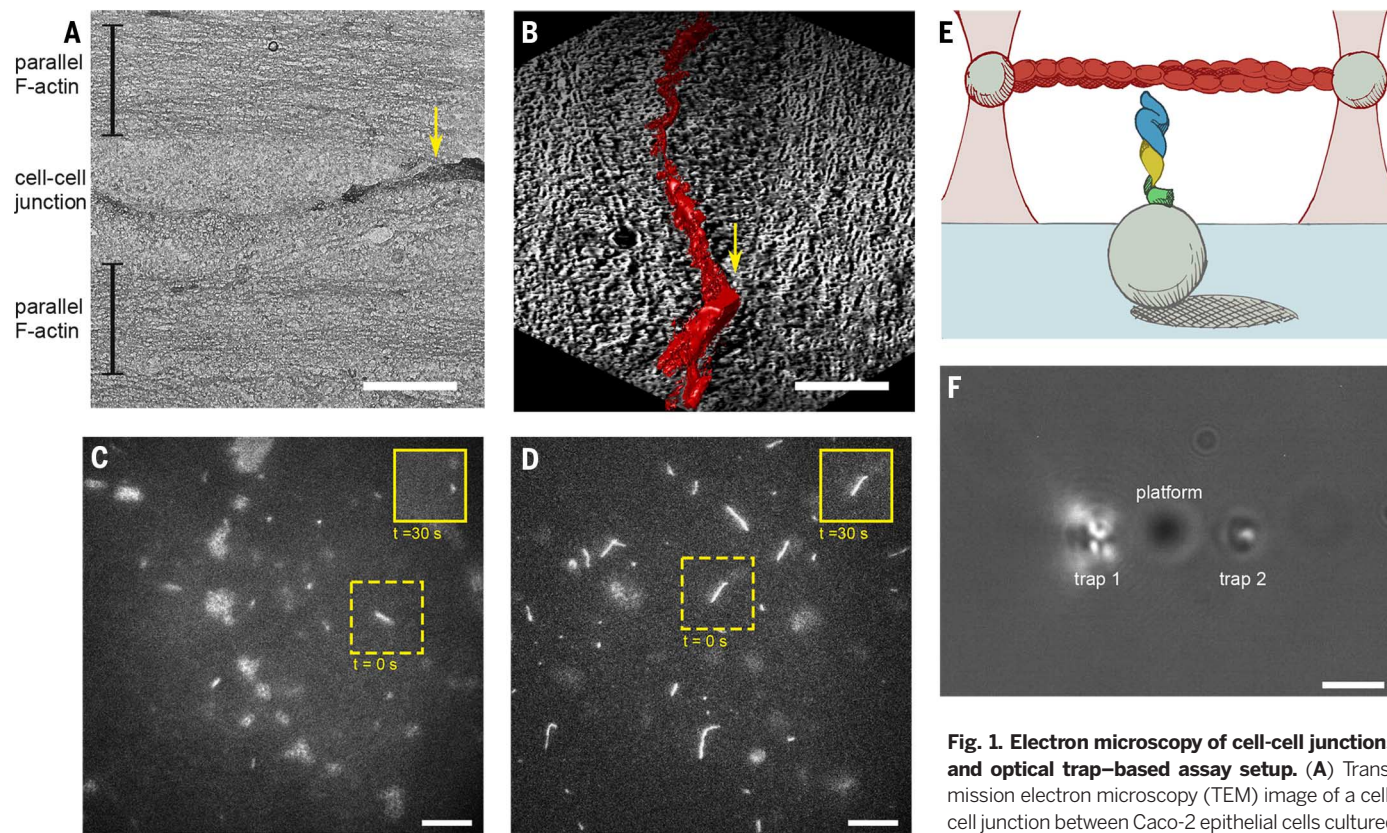 A
parallel
F-actin
cell-cell
junction
parallel
F-actin
B
C
t =30 s
t = 0 s
D
t =30 s
t = 0 s
E
F
platform
trap 1
trap 2
Fig. 1. Electron microscopy of cell-cell junction
and optical trap–based assay setup. (A) Trans
mission electron microscopy (TEM) image of a cell
cell junction between Caco-2 epithelial cells cultured